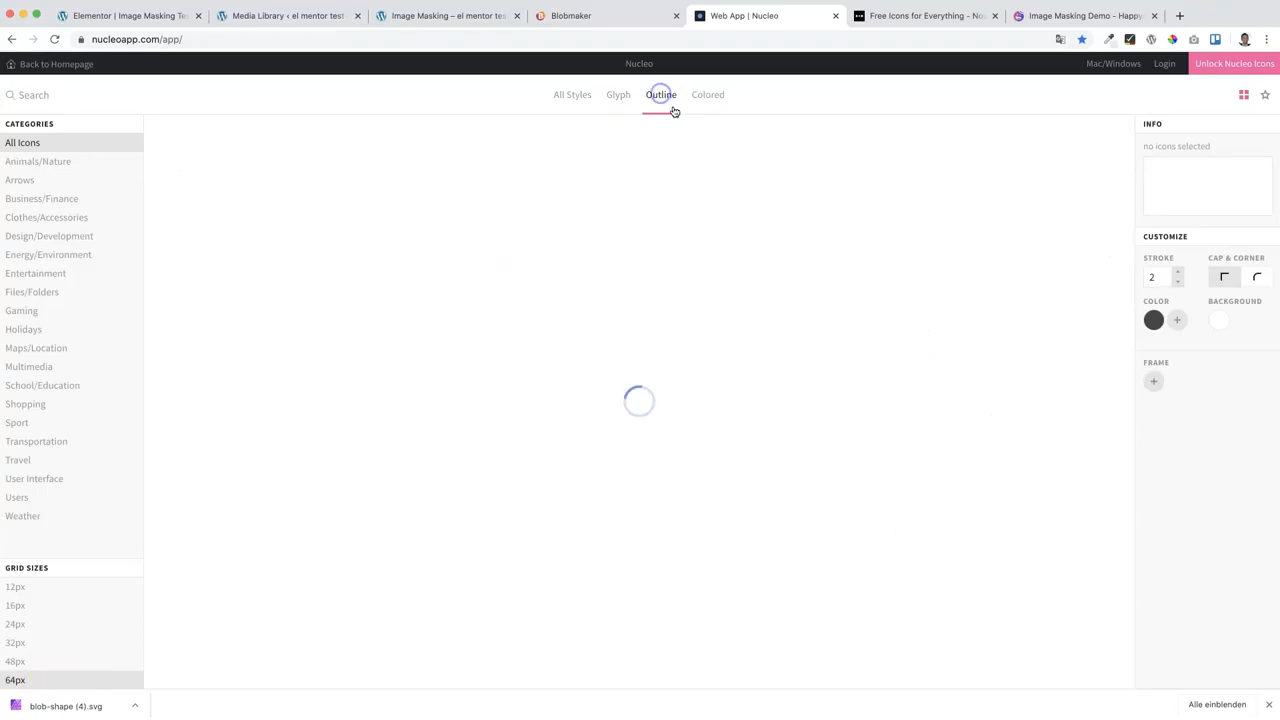 Elementor | Image Masking Te
Media Library ‹ el mentor test
Image Masking – el mentor tes
Blobmaker
Web App | Nucleo
Free Icons for Everything - No
Image Masking Demo - Happy
nucleoapp.com/app/
Back to Homepage
Nucleo
Mac/Windows
Login
Unlock Nucleo Icons
Search
All Styles
Glyph
Outline
Colored
CATEGORIES
All Icons
Animals/Nature
Arrows
Business/Finance
Clothes/Accessories
Design/Development
Energy/Environment
Entertainment
Files/Folders
Gaming
Holidays
Maps/Location
Multimedia
School/Education
Shopping
Sport
Transportation
Travel
User Interface
Users
Weather
GRID SIZES
12px
16px
24px
32px
48px
64px
INFO
no icons selected
CUSTOMIZE
STROKE
CAP & CORNER
2
COLOR
BACKGROUND
FRAME
blob-shape (4).svg
Alle einblenden